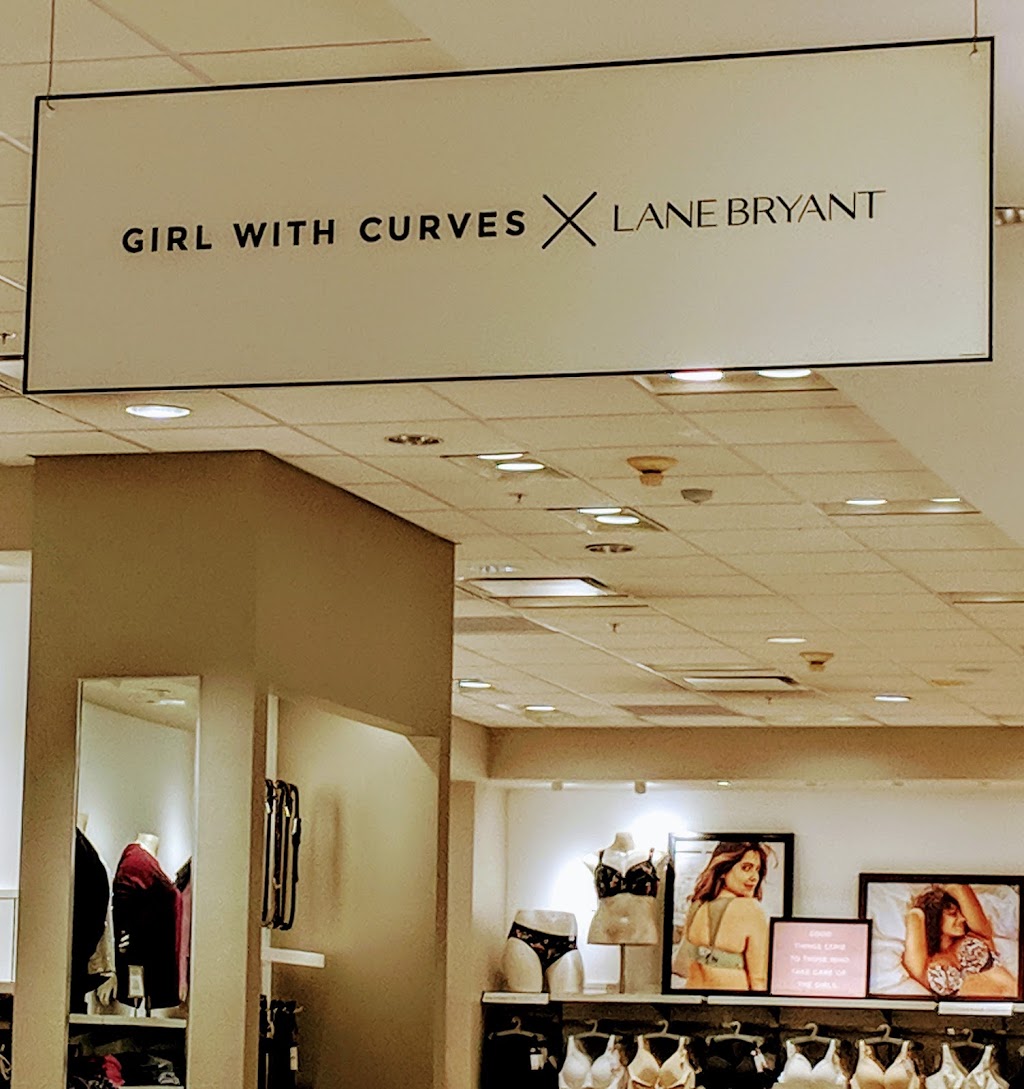 GIRL WITH CURVES X LANE BRYANT
GOOD
THINGS COME
TO THOSE WHO
TAKE CARE OF
THE GIRLS.